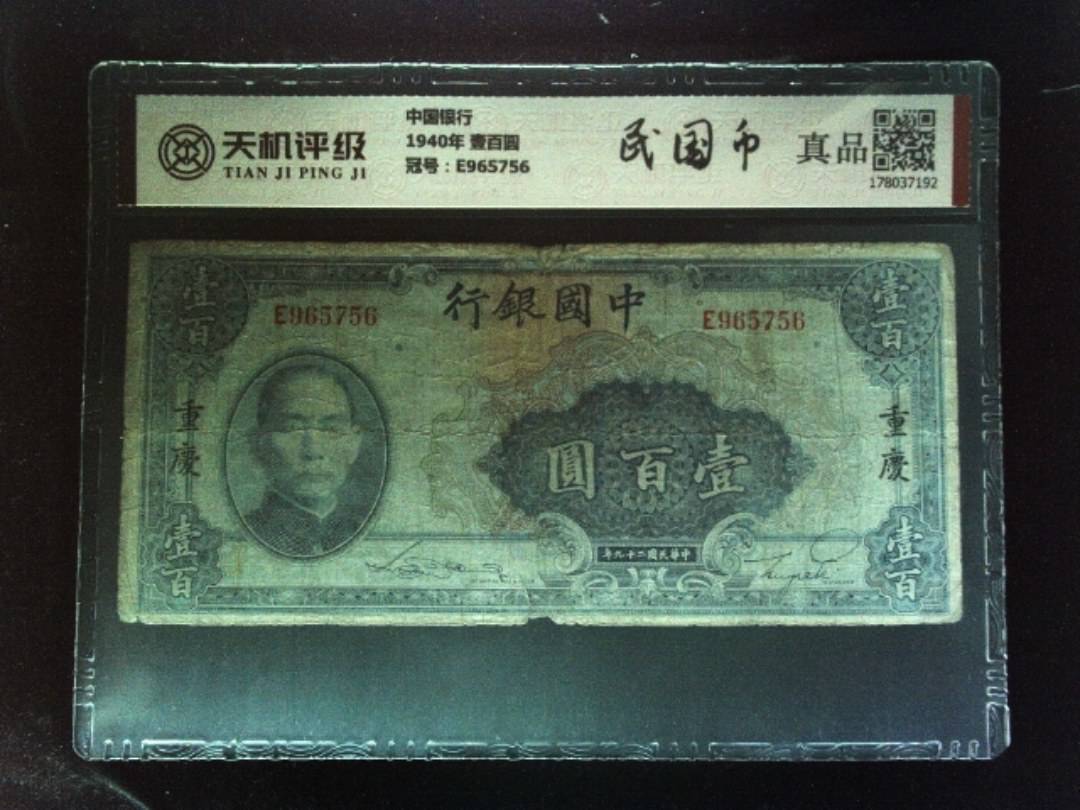 天机评级
TIAN JI PING JI
中国银行
1940年 壹百圆
冠号：E965756
民国币
真品
178037192
壹百
E965756
行銀國中
E965756
壹百
重慶
圓百壹
重慶
壹百
年九十二國民華中
壹百